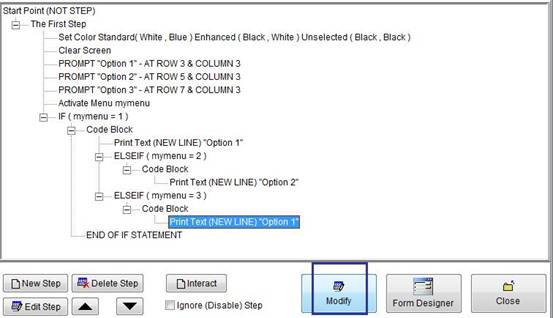 Start Point (NOT STEP)
The First Step
Set Color Standard( White , Blue ) Enhanced ( Black , White ) Unselected ( Black , Black )
Clear Screen
PROMPT "Option 1" - AT ROW 3 & COLUMN 3
PROMPT "Option 2" - AT ROW 5 & COLUMN 3
PROMPT "Option 3" - AT ROW 7 & COLUMN 3
Activate Menu mymenu
IF ( mymenu = 1 )
Code Block
Print Text (NEW LINE) "Option 1"
ELSEIF ( mymenu = 2 )
Code Block
Print Text (NEW LINE) "Option 2"
ELSEIF ( mymenu = 3 )
Code Block
Print Text (NEW LINE) "Option 1"
END OF IF STATEMENT
New Step Delete Step Interact
Edit Step Ignore (Disable) Step
Modify Form Designer Close